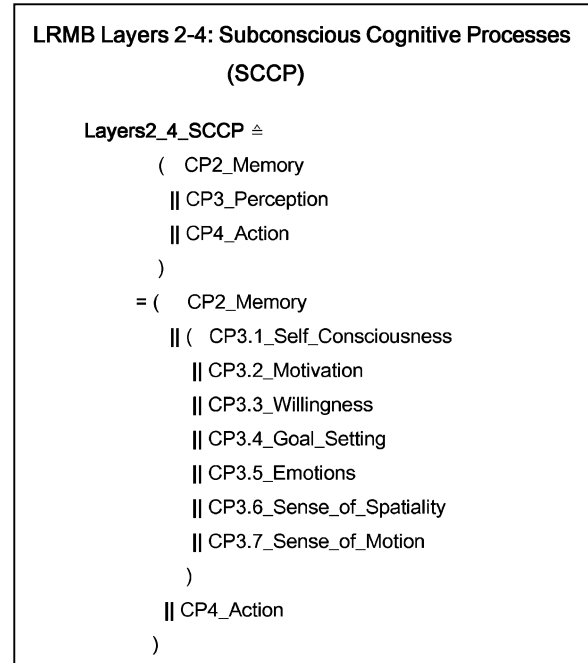 LRMB Layers 2-4: Subconscious Cognitive Processes
(SCCP)
Layers2_4_SCCP ≙
( CP2_Memory
|| CP3_Perception
|| CP4_Action
)
= ( CP2_Memory
|| ( CP3.1_Self_Consciousness
|| CP3.2_Motivation
|| CP3.3_Willingness
|| CP3.4_Goal_Setting
|| CP3.5_Emotions
|| CP3.6_Sense_of_Spatiality
|| CP3.7_Sense_of_Motion
)
|| CP4_Action
)